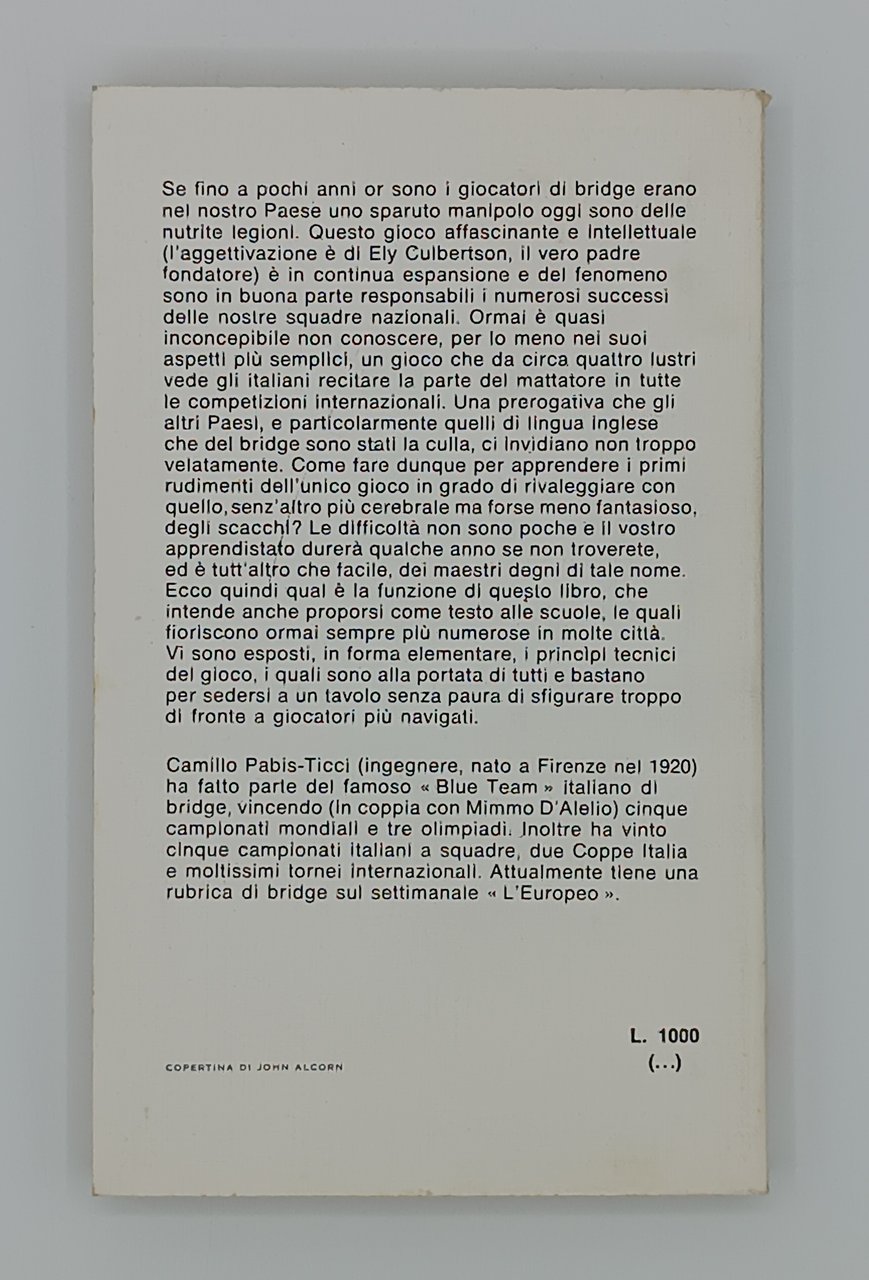 Se fino a pochi anni or sono i giocatori di bridge erano
nel nostro Paese uno sparuto manipolo oggi sono delle
nutrite legioni. Questo gioco affascinante e intellettuale
(l'aggettivazione è di Ely Culbertson, il vero padre
fondatore) è in continua espansione e del fenomeno
sono in buona parte responsabili i numerosi successi
delle nostre squadre nazionali. Ormai è quasi
inconcepibile non conoscere, per lo meno nei suoi
aspetti più semplici, un gioco che da circa quattro lustri
vede gli italiani recitare la parte del mattatore in tutte
le competizioni internazionali. Una prerogativa che gli
altri Paesi, e particolarmente quelli di lingua inglese
che del bridge sono stati la culla, ci invidiano non troppo
velatamente. Come fare dunque per apprendere i primi
rudimenti dell'unico gioco in grado di rivaleggiare con
quello, senz'altro più cerebrale ma forse meno fantasioso,
degli scacchi? Le difficoltà non sono poche e il vostro
apprendistato durerà qualche anno se non troverete,
ed è tutt'altro che facile, dei maestri degni di tale nome.
Ecco quindi qual è la funzione di questo libro, che
intende anche proporsi come testo alle scuole, le quali
fioriscono ormai sempre più numerose in molte città.
Vi sono esposti, in forma elementare, i princìpi tecnici
del gioco, i quali sono alla portata di tutti e bastano
per sedersi a un tavolo senza paura di sfigurare troppo
di fronte a giocatori più navigati.
Camillo Pabis-Ticci (ingegnere, nato a Firenze nel 1920)
ha fatto parte del famoso « Blue Team » italiano di
bridge, vincendo (in coppia con Mimmo D'Alelio) cinque
campionati mondiali e tre olimpiadi. Inoltre ha vinto
cinque campionati italiani a squadre, due Coppe Italia
e moltissimi tornei internazionali. Attualmente tiene una
rubrica di bridge sul settimanale « L'Europeo ».
L. 1000
(...)
COPERTINA DI JOHN ALCORN